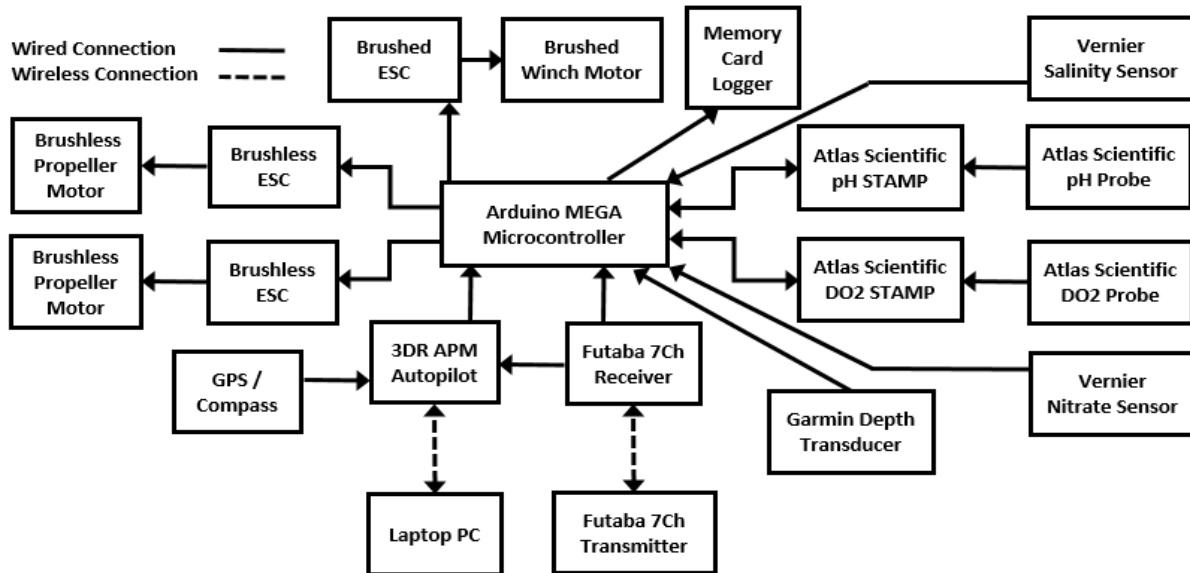 Wired Connection
Wireless Connection
Brushed
ESC
Brushed
Winch Motor
Memory
Card
Logger
Vernier
Salinity Sensor
Brushless
Propeller
Motor
Brushless
ESC
Atlas Scientific
pH STAMP
Atlas Scientific
pH Probe
Arduino MEGA
Microcontroller
Brushless
Propeller
Motor
Brushless
ESC
Atlas Scientific
DO2 STAMP
Atlas Scientific
DO2 Probe
GPS /
Compass
3DR APM
Autopilot
Futaba 7Ch
Receiver
Garmin Depth
Transducer
Vernier
Nitrate Sensor
Laptop PC
Futaba 7Ch
Transmitter